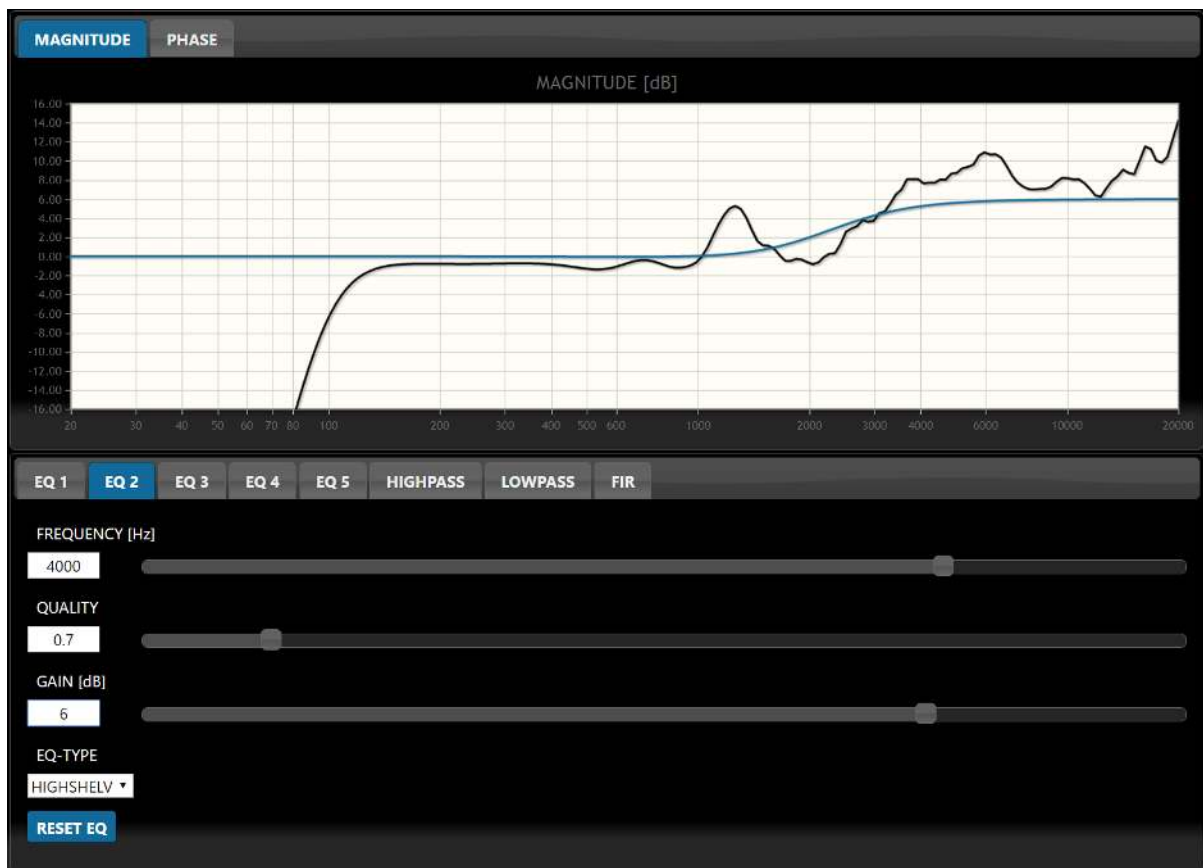 MAGNITUDE PHASE
MAGNITUDE [dB]
16.00
14.00
12.00
10.00
8.00
6.00
4.00
2.00
0.00
-2.00
-4.00
-6.00
-8.00
-10.00
-12.00
-14.00
-16.00
20 30 40 50 60 70 80 100 200 300 400 500 600 1000 2000 3000 4000 6000 10000 20000
EQ 1 EQ 2 EQ 3 EQ 4 EQ 5 HIGHPASS LOWPASS FIR
FREQUENCY [Hz]
4000
QUALITY
0.7
GAIN [dB]
6
EQ-TYPE
HIGHSHELV
RESET EQ